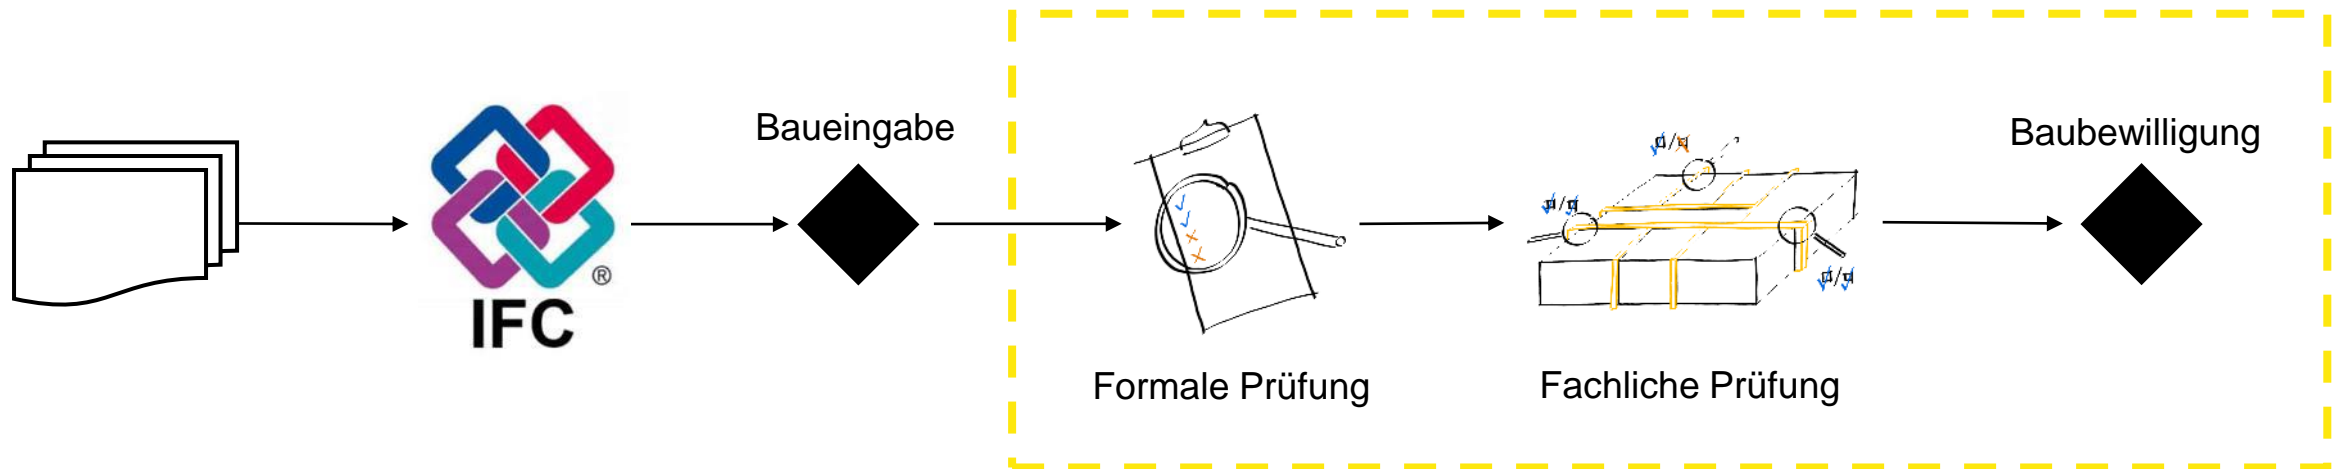 Baueingabe
Baubewilligung
®
IFC
Formale Prüfung
Fachliche Prüfung